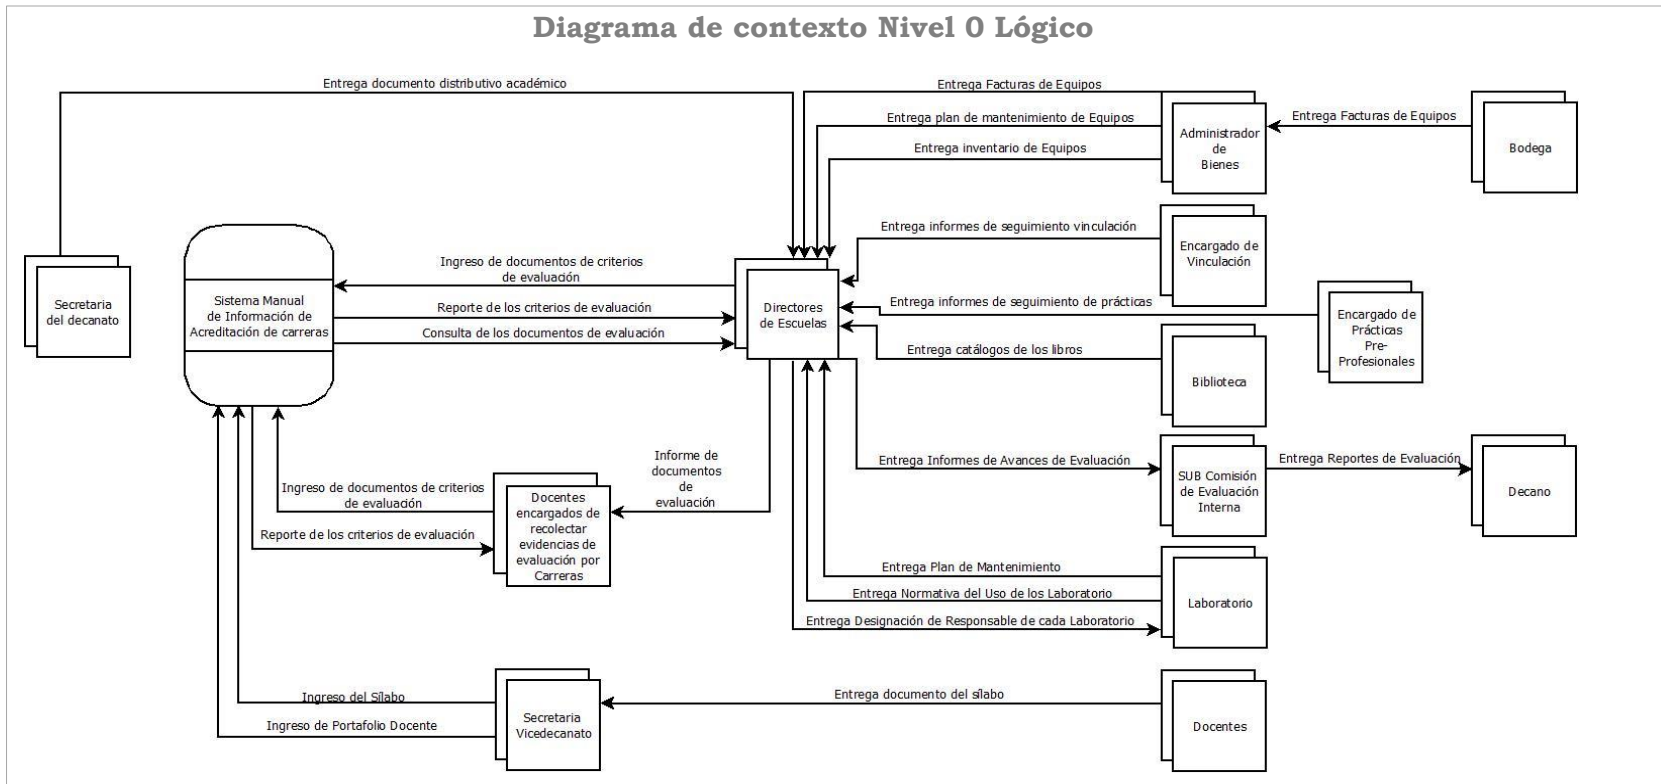 Diagrama de contexto Nivel 0 Lógico
Entrega documento distributivo académico
Entrega Facturas de Equipos
Entrega plan de mantenimiento de Equipos
Entrega inventario de Equipos
Administrador
de
Bienes
Entrega Facturas de Equipos
Bodega
Entrega informes de seguimiento vinculación
Encargado de
Vinculación
Secretaria
del decanato
Sistema Manual
de Información de
Acreditación de carreras
Ingreso de documentos de criterios
de evaluación
Reporte de los criterios de evaluación
Consulta de los documentos de evaluación
Directores
de Escuelas
Entrega informes de seguimiento de prácticas
Encargado de
Prácticas
Pre-
Profesionales
Entrega catálogos de los libros
Biblioteca
Entrega Informes de Avances de Evaluación
SUB Comisión
de Evaluación
Interna
Entrega Reportes de Evaluación
Decano
Informe de
documentos
de
evaluación
Ingreso de documentos de criterios
de evaluación
Reporte de los criterios de evaluación
Docentes
encargados de
recolectar
evidencias de
evaluación por
Carreras
Entrega Plan de Mantenimiento
Entrega Normativa del Uso de los Laboratorio
Entrega Designación de Responsable de cada Laboratorio
Laboratorio
Ingreso del Sílabo
Ingreso de Portafolio Docente
Secretaria
Vicedecanato
Entrega documento del sílabo
Docentes